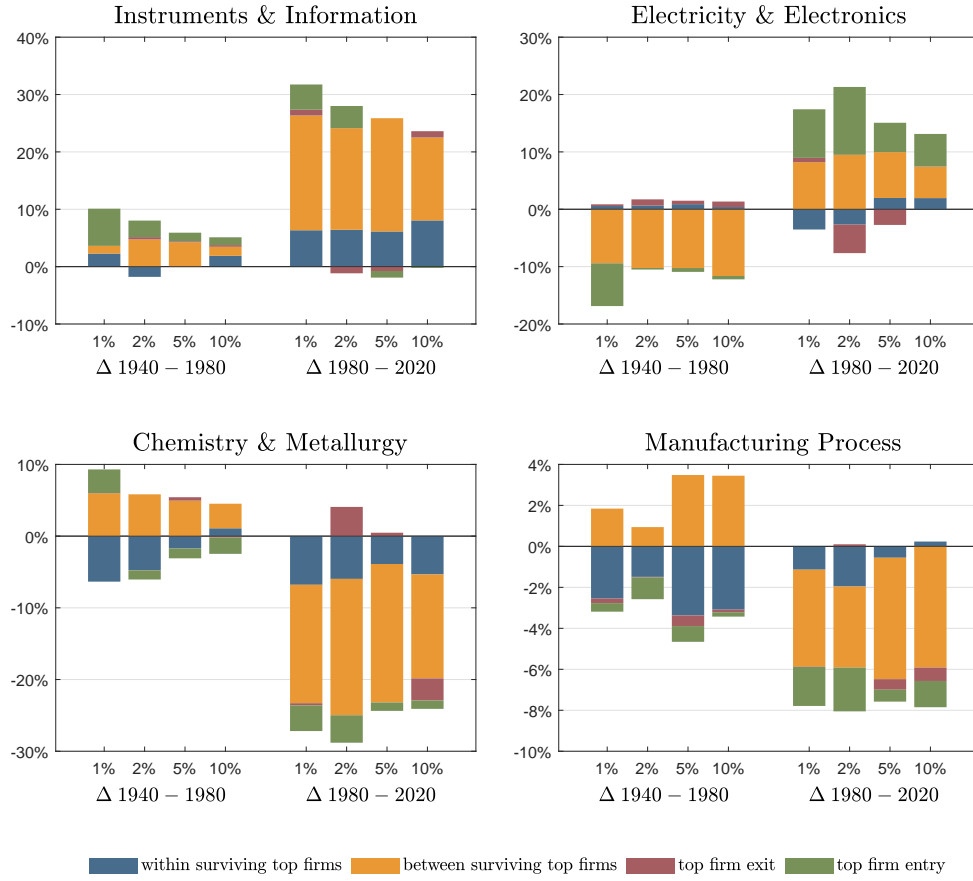 Instruments & Information
40%
30%
20%
10%
0%
-10%
1% 2% 5% 10% 1% 2% 5% 10%
Δ 1940 − 1980 Δ 1980 − 2020
Electricity & Electronics
30%
20%
10%
0%
-10%
-20%
1% 2% 5% 10% 1% 2% 5% 10%
Δ 1940 − 1980 Δ 1980 − 2020
Chemistry & Metallurgy
10%
0%
-10%
-20%
-30%
1% 2% 5% 10% 1% 2% 5% 10%
Δ 1940 − 1980 Δ 1980 − 2020
Manufacturing Process
4%
2%
0%
-2%
-4%
-6%
-8%
-10%
1% 2% 5% 10% 1% 2% 5% 10%
Δ 1940 − 1980 Δ 1980 − 2020
within surviving top firms between surviving top firms top firm exit top firm entry